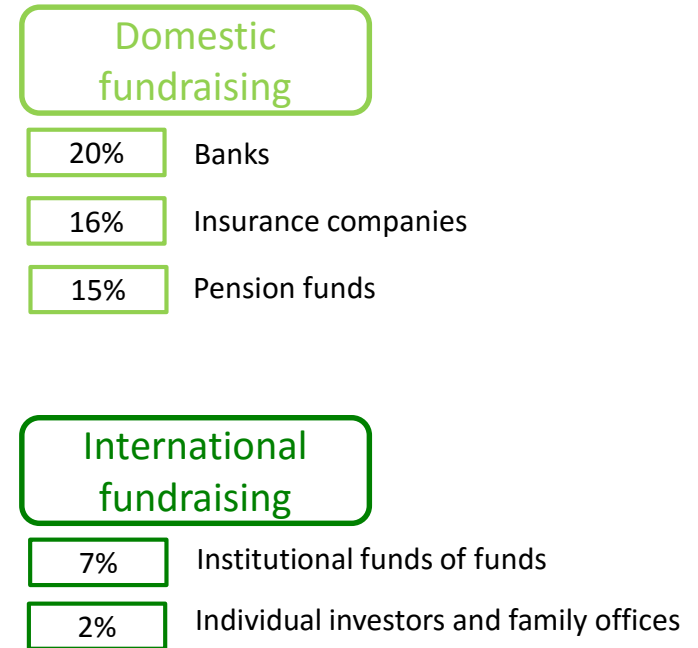 Domestic
fundraising
20% Banks
16% Insurance companies
15% Pension funds
International
fundraising
7% Institutional funds of funds
2% Individual investors and family offices